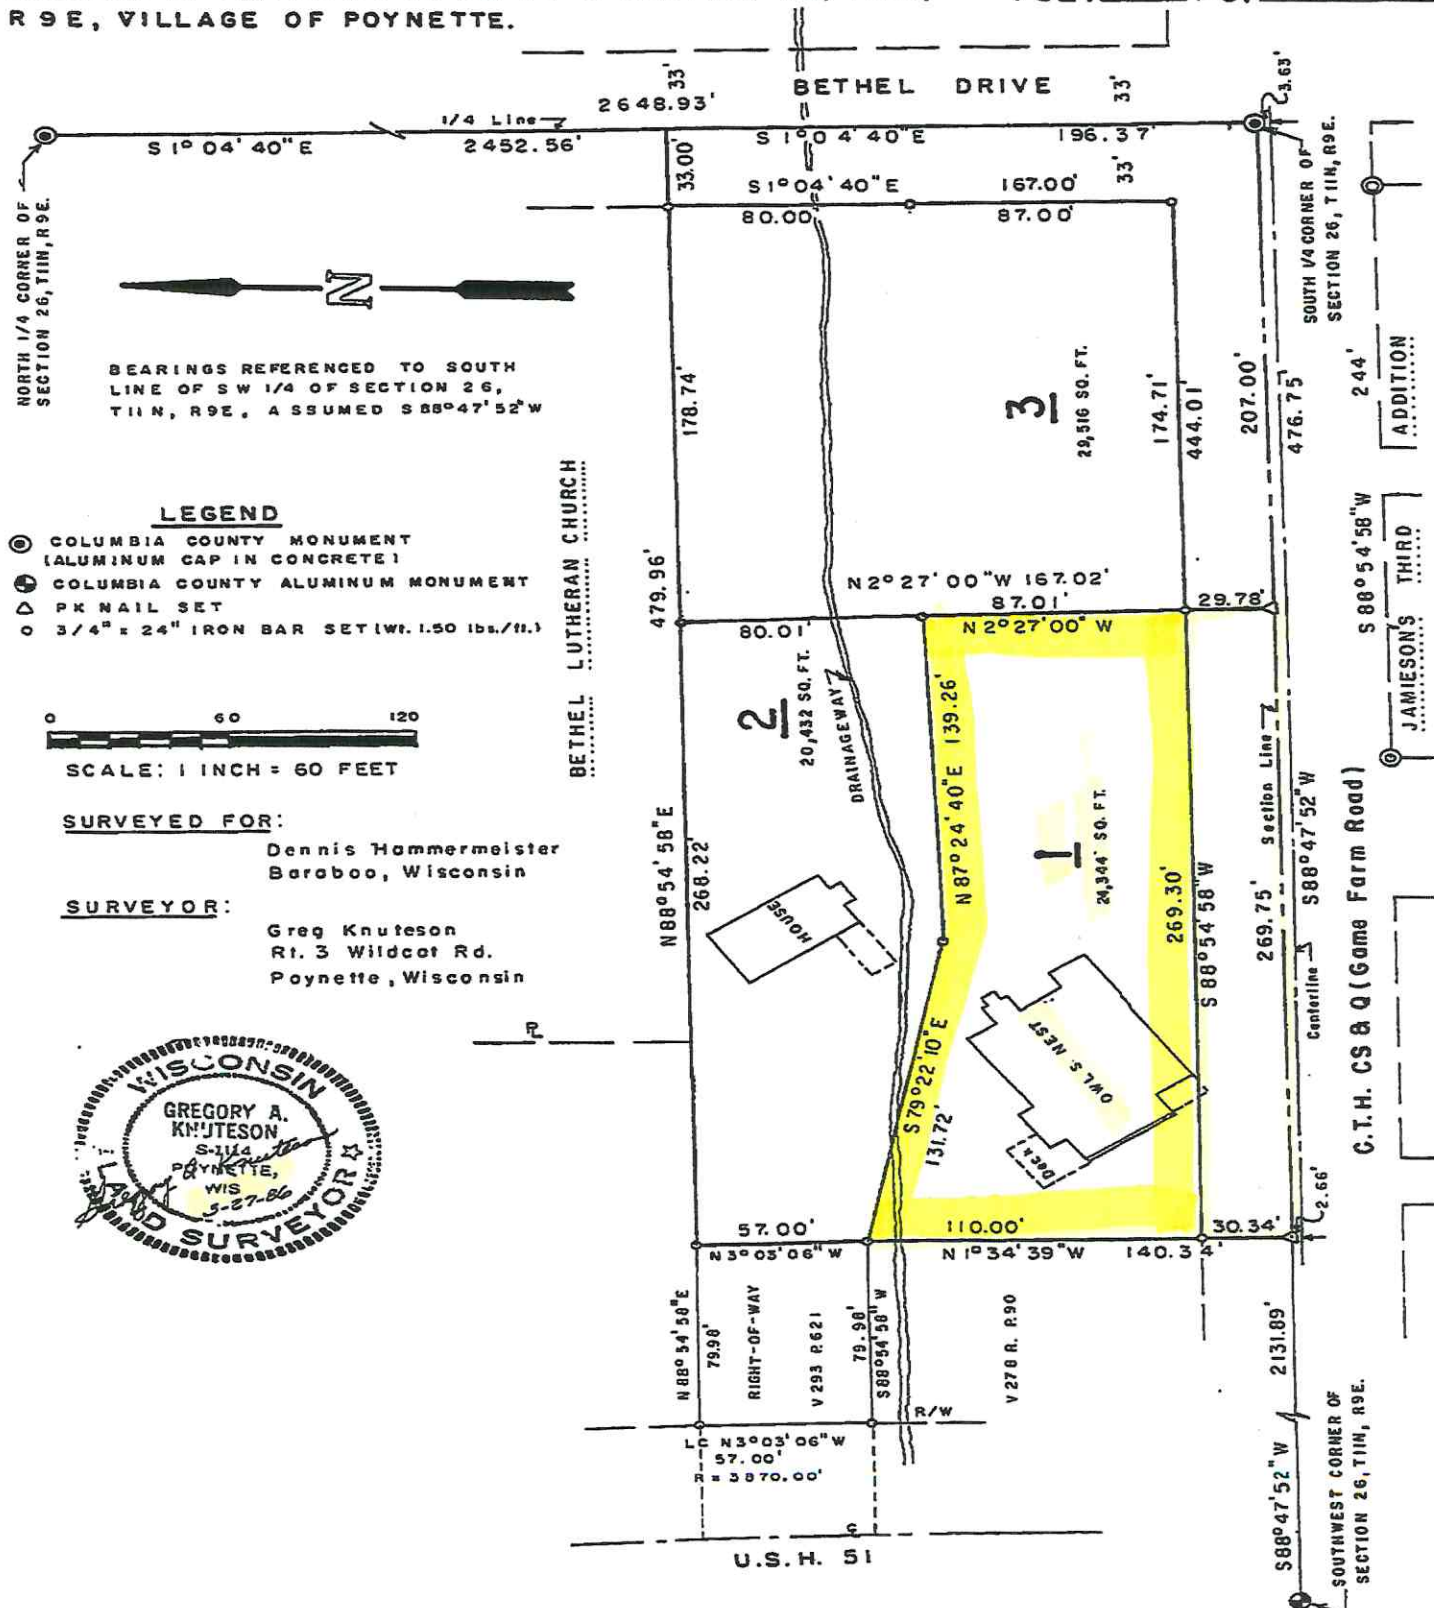 R 9 E, VILLAGE OF POYNETTE.
BETHEL DRIVE
33'
33'
3.63'
2648.93'
1/4 Line
S 1° 04' 40" E
2452.56'
S 1° 04' 40" E
196.37'
33.00'
S 1° 04' 40" E
167.00'
33'
80.00'
87.00'
NORTH 1/4 CORNER OF
SECTION 26, T11N, R9E.
SOUTH 1/4 CORNER OF
SECTION 26, T11N, R9E.
N
BEARINGS REFERENCED TO SOUTH
LINE OF SW 1/4 OF SECTION 26,
T11N, R9E, ASSUMED S 88° 47' 52" W
178.74'
3
29,516 SQ. FT.
174.71'
444.01'
207.00'
476.75'
244'
ADDITION
LEGEND
COLUMBIA COUNTY MONUMENT
(ALUMINUM CAP IN CONCRETE)
COLUMBIA COUNTY ALUMINUM MONUMENT
PK NAIL SET
3/4" x 24" IRON BAR SET (Wt. 1.50 lbs./ft.)
BETHEL LUTHERAN CHURCH
479.96'
N 2° 27' 00" W 167.02'
87.01'
29.78'
80.01'
N 2° 27' 00" W
S 88° 54' 58" W
JAMIESON'S THIRD
0 60 120
SCALE: 1 INCH = 60 FEET
2
20,432 SQ. FT.
DRAINAGEWAY
N 87° 24' 40" E 139.26'
1
24,344 SQ. FT.
Section Line
SURVEYED FOR:
Dennis Hammermeister
Baraboo, Wisconsin
SURVEYOR:
Greg Knuteson
Rt. 3 Wildcat Rd.
Poynette, Wisconsin
N 88° 54' 58" E
268.22'
HOUSE
269.30'
S 88° 54' 58" W
269.75'
S 88° 47' 52" W
Centerline
C.T.H. CS & Q (Game Farm Road)
PL
S 79° 22' 10" E
131.72'
OWL S. NEST
Deck
WISCONSIN
GREGORY A.
KNUTESON
S-1114
POYNETTE,
WIS
3-27-86
LAND SURVEYOR
57.00'
N 3° 03' 06" W
110.00'
N 1° 34' 39" W
140.34'
30.34'
2.66'
N 88° 54' 58" E
79.98'
RIGHT-OF-WAY
V 293 P.621
79.98'
S 88° 54' 58" W
V 278 R. P.90
2131.89'
R/W
LC N 3° 03' 06" W
57.00'
R = 3870.00'
S 88° 47' 52" W
SOUTHWEST CORNER OF
SECTION 26, T11N, R9E.
U.S.H. 51